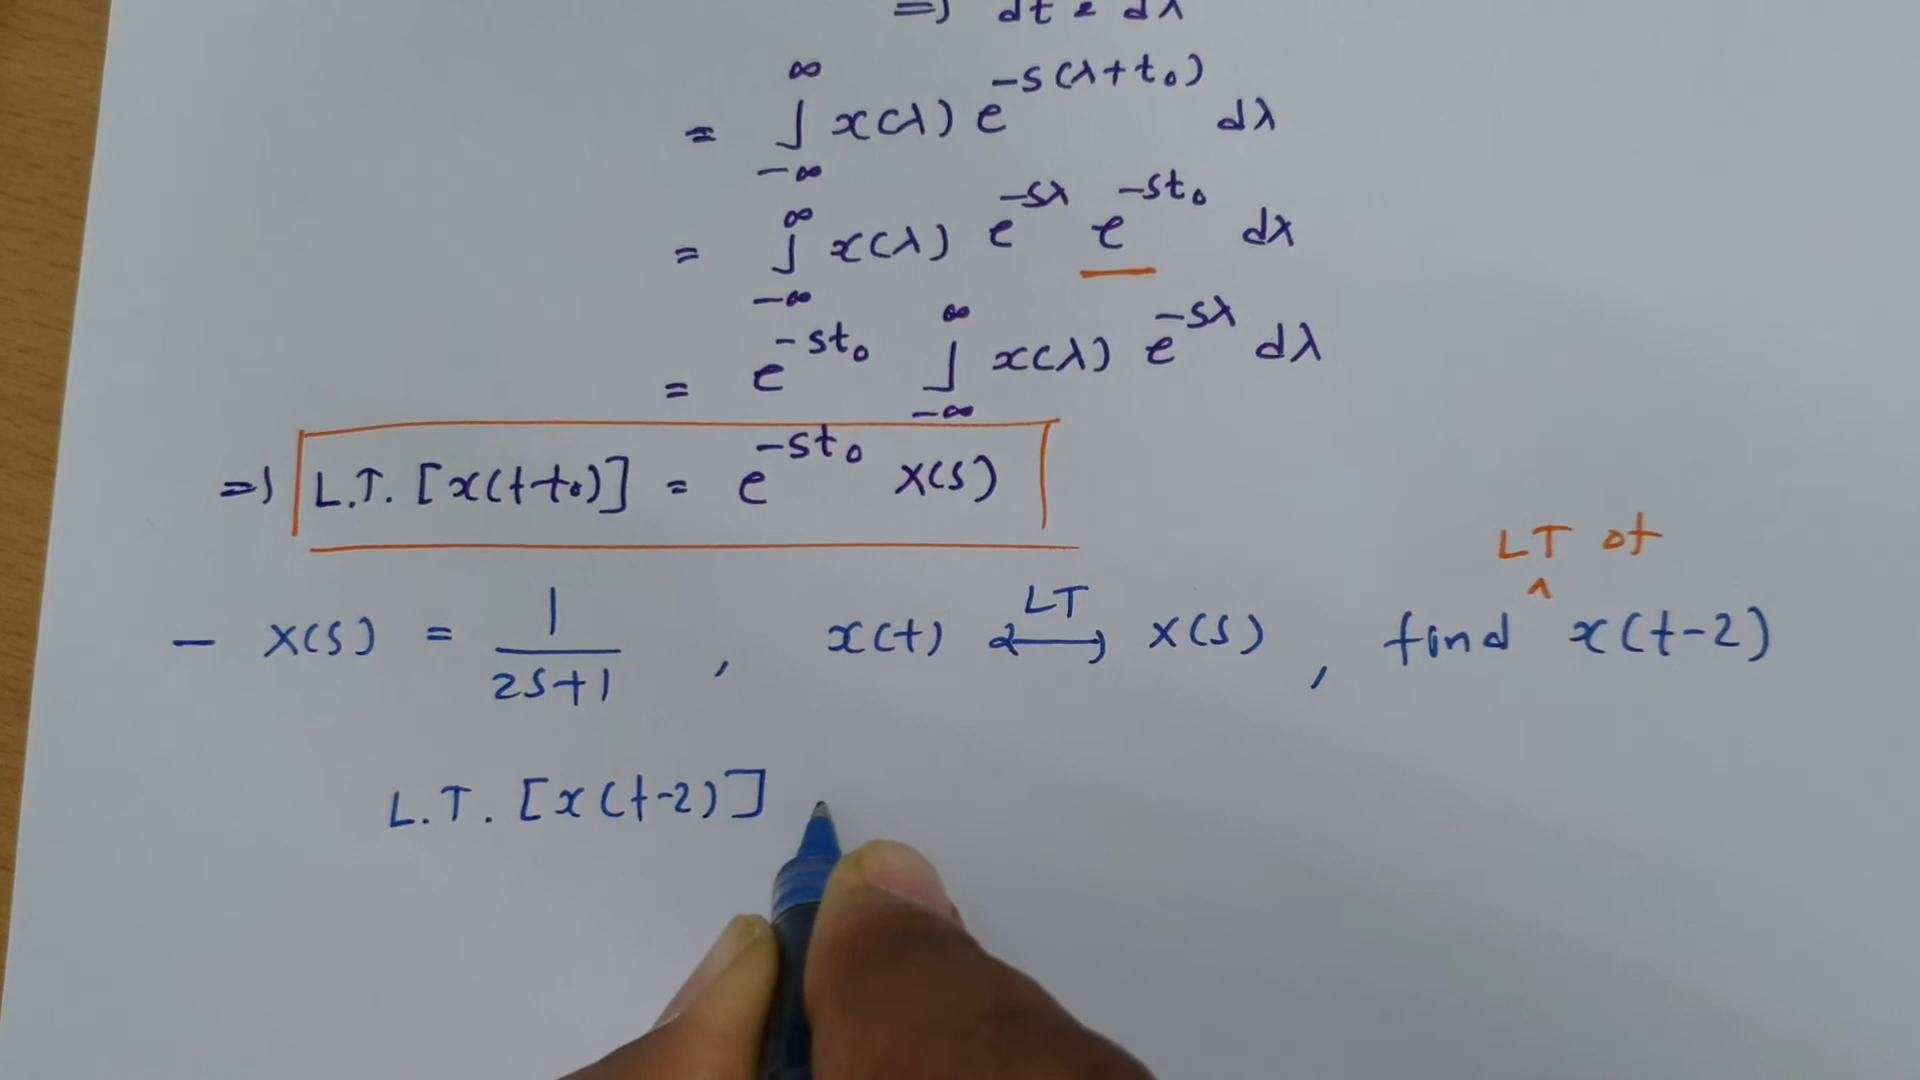 =) dt = dλ
= ∫_{-∞}^{∞} x(λ) e^{-s(λ+t₀)} dλ
= ∫_{-∞}^{∞} x(λ) e^{-sλ} e^{-st₀} dλ
= e^{-st₀} ∫_{-∞}^{∞} x(λ) e^{-sλ} dλ
=) L.T. [x(t-t₀)] = e^{-st₀} X(s)
LT of
- X(s) = 1/(2s+1) , x(t) ⟷^{LT} X(s) , find ^ x(t-2)
L.T. [x(t-2)]